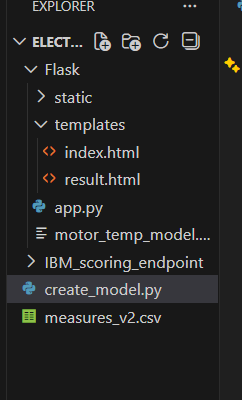 EXPLORER
ELECT...
Flask
static
templates
index.html
result.html
app.py
motor_temp_model....
IBM_scoring_endpoint
create_model.py
measures_v2.csv